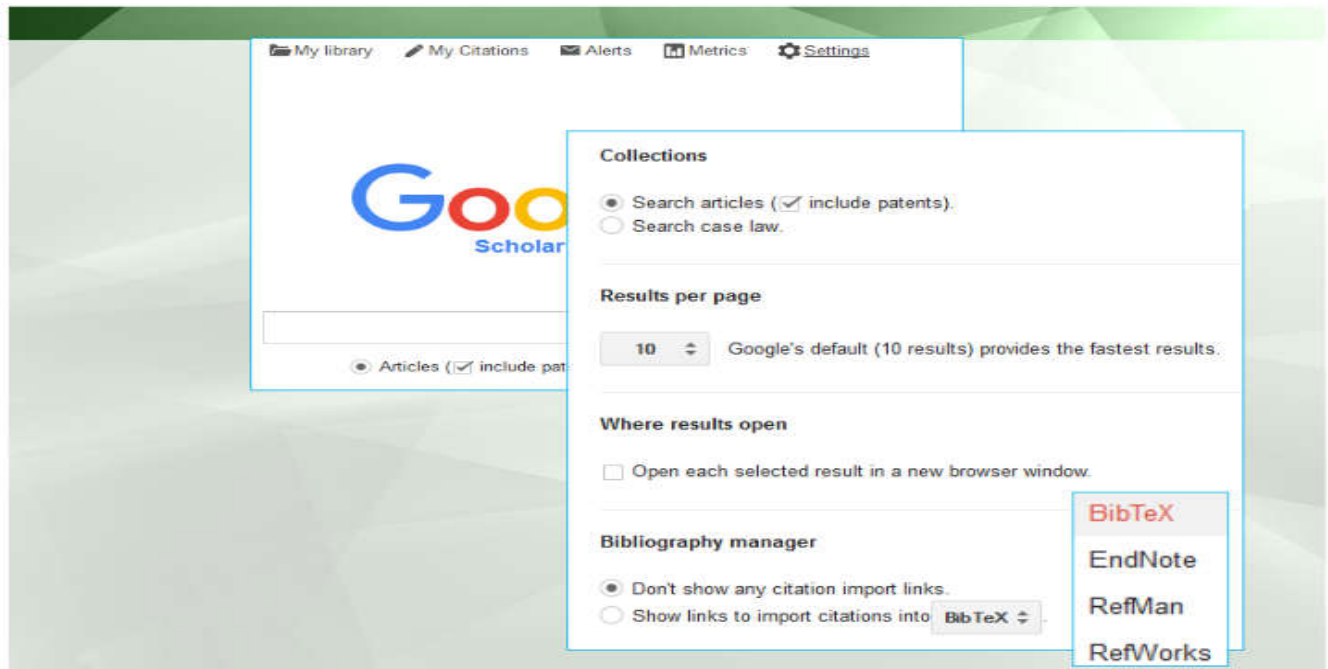 My library My Citations Alerts Metrics Settings
Goo
Scholar
Articles ( include pat
Collections
Search articles ( include patents).
Search case law.
Results per page
10 Google's default (10 results) provides the fastest results.
Where results open
Open each selected result in a new browser window.
Bibliography manager
Don't show any citation import links.
Show links to import citations into BibTeX .
BibTeX
EndNote
RefMan
RefWorks